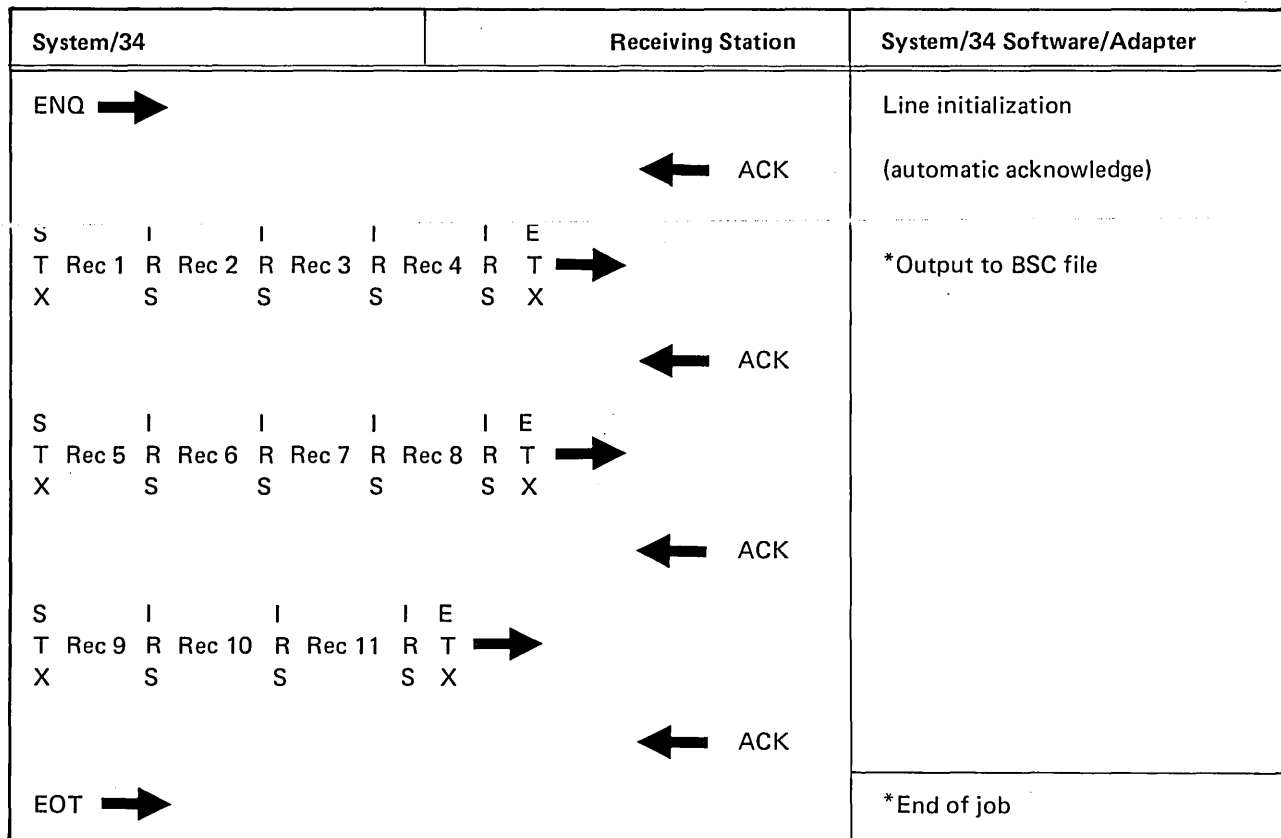 System/34 Receiving Station System/34 Software/Adapter
ENQ Line initialization
ACK (automatic acknowledge)
S I I I I E
T Rec 1 R Rec 2 R Rec 3 R Rec 4 R T *Output to BSC file
X S S S S X
ACK
S I I I I E
T Rec 5 R Rec 6 R Rec 7 R Rec 8 R T
X S S S S X
ACK
S I I I E
T Rec 9 R Rec 10 R Rec 11 R T
X S S S X
ACK
EOT *End of job